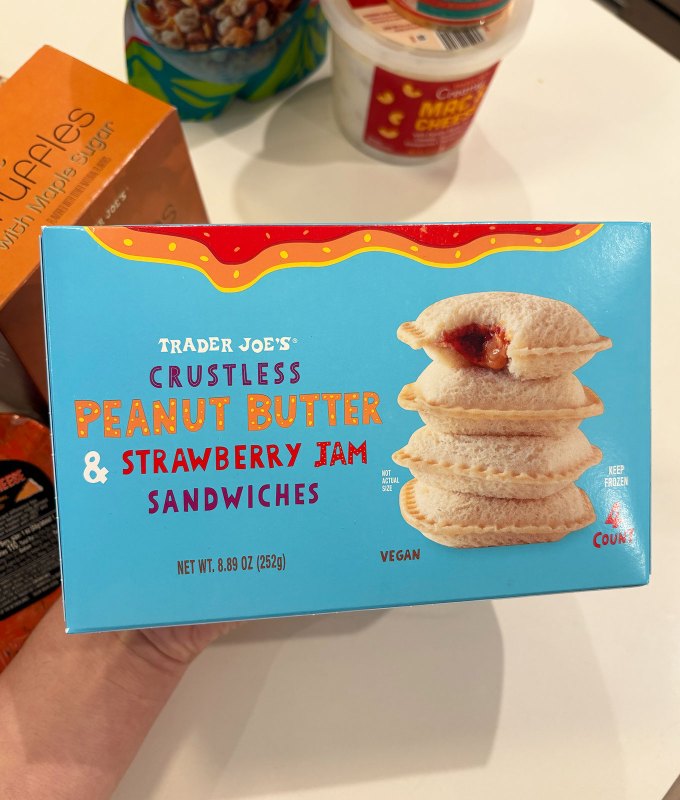 with Maple Sugar
MAC
CHEESE
TRADER JOE'S®
CRUSTLESS
PEANUT BUTTER
& STRAWBERRY JAM
SANDWICHES
NET WT. 8.89 OZ (252g)
NOT
ACTUAL
SIZE
KEEP
FROZEN
4
COUNT
VEGAN